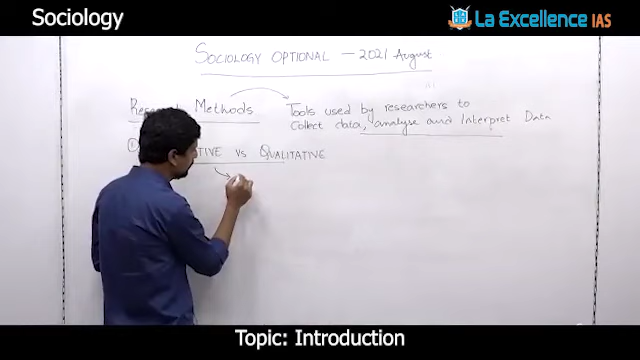 Sociology
La Excellence IAS
SOCIOLOGY OPTIONAL — 2021 August
Methods
Tools used by researchers to
Collect data, analyse and Interpret Data
TIVE vs QUALITATIVE
Topic: Introduction